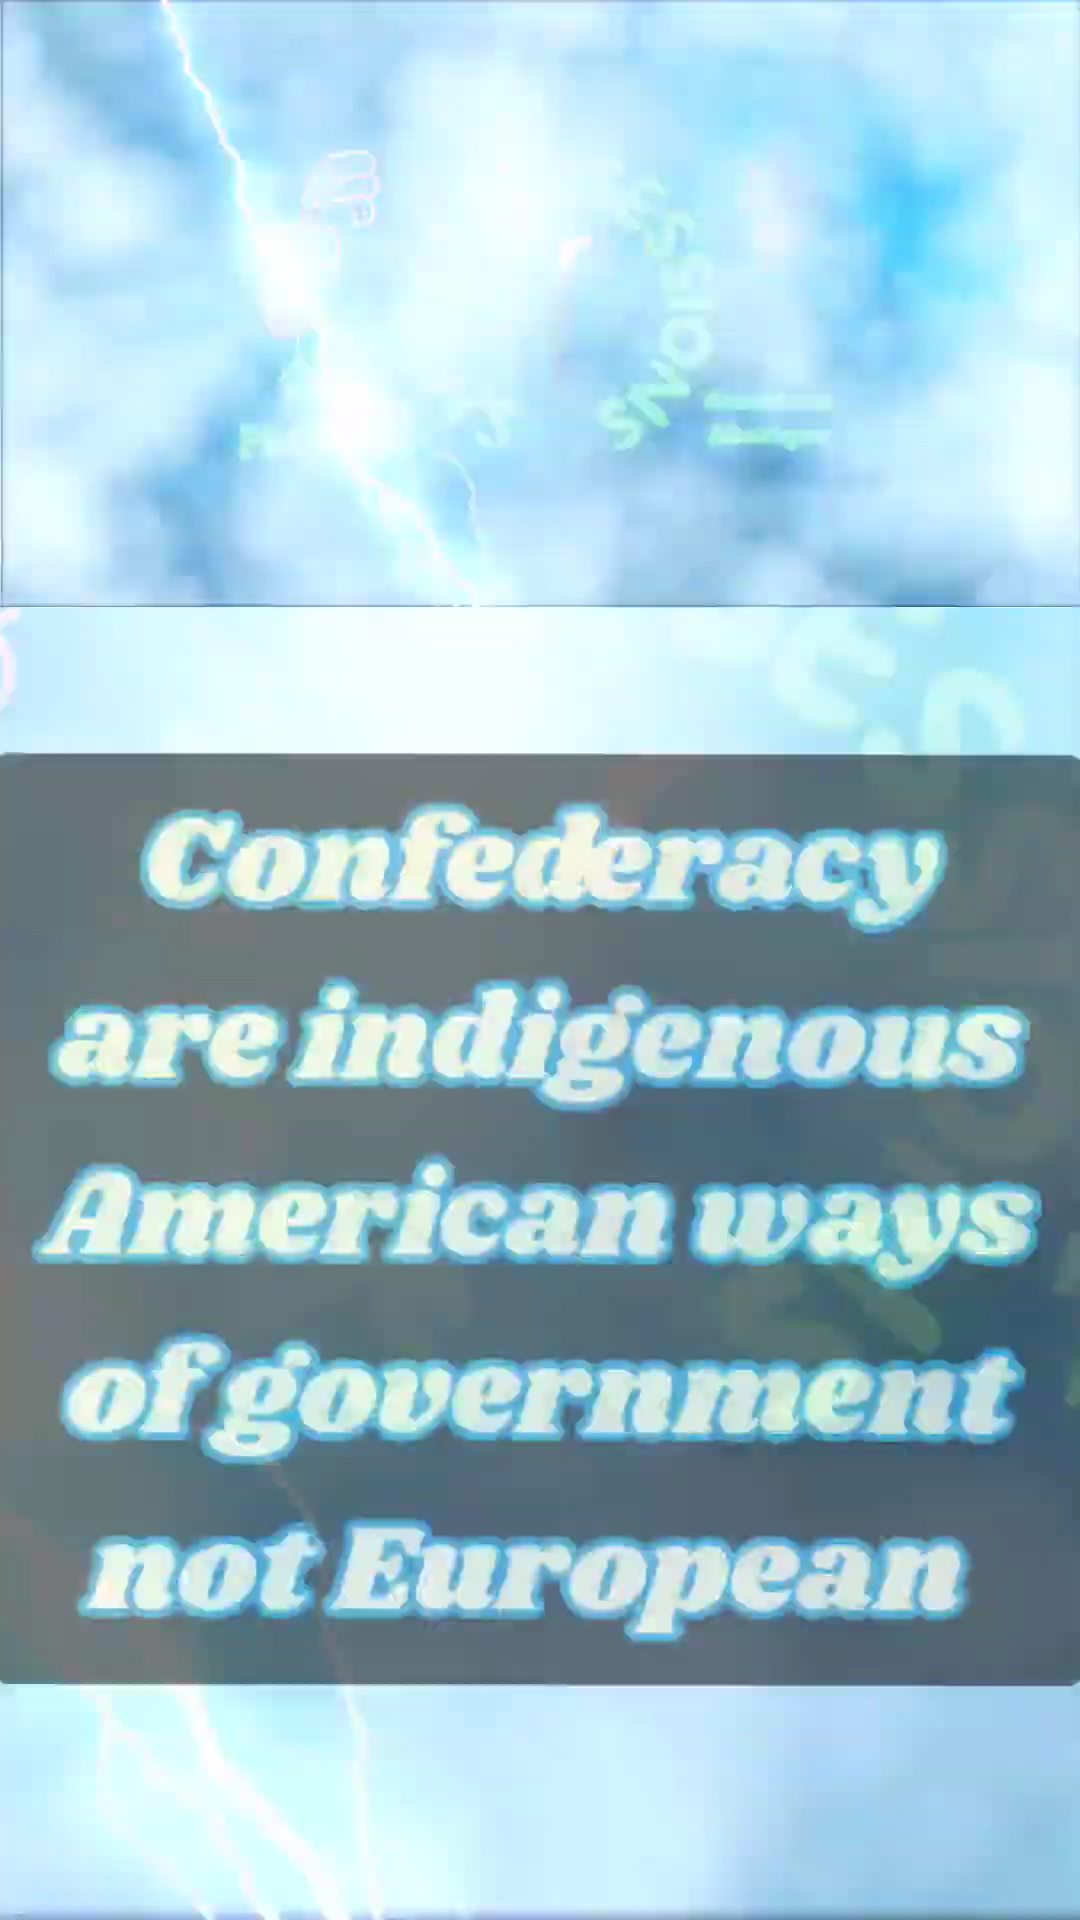 Confederacy
are indigenous
American ways
of government
not European